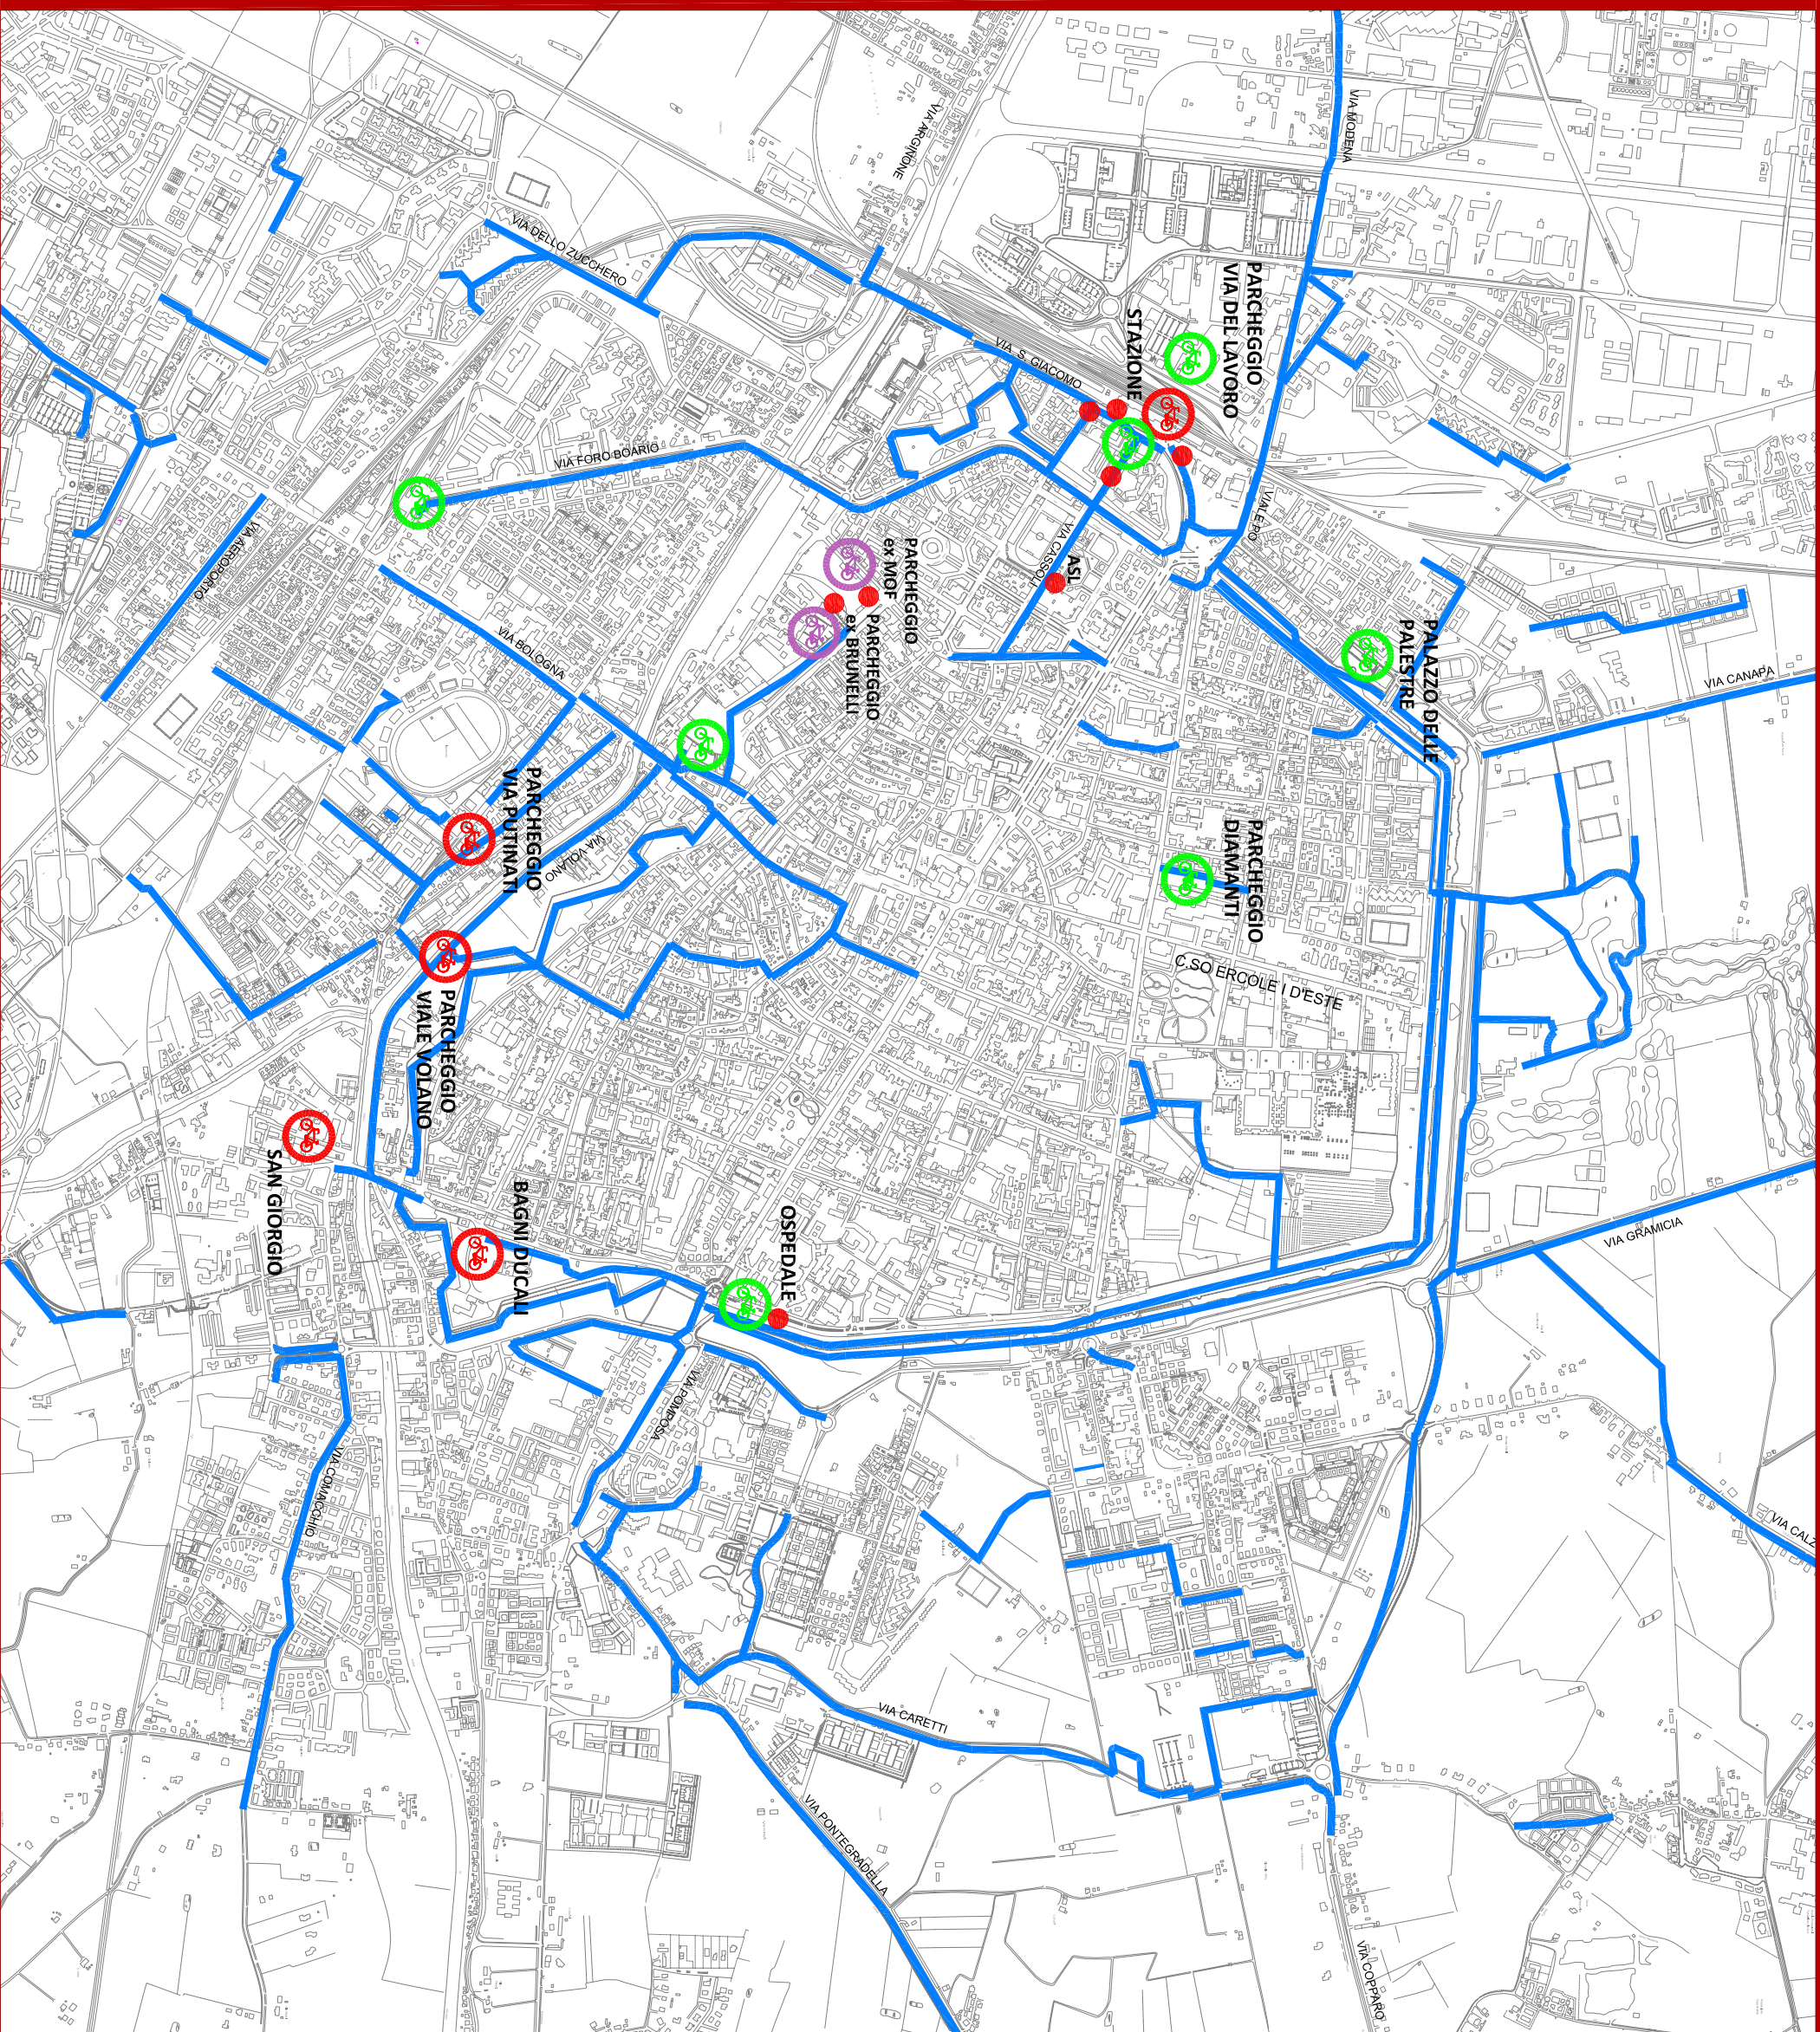 VIA MODENA
VIA ARGINONE
VIA DELLO ZUCCHERO
PARCHEGGIO
VIA DEL LAVORO
STAZIONE
VIA S. GIACOMO
VIA FORO BOARIO
VIALE PO
VIA CASSOLI
ASL
VIA AEROPORTO
PARCHEGGIO
ex MOF
PARCHEGGIO
ex BRUNELLI
PALAZZO DELLE
PALESTRE
VIA CANAPA
VIA BOLOGNA
PARCHEGGIO
VIA PUTINATI
VIA VOLANO
PARCHEGGIO
DIAMANTI
C.SO ERCOLE I D'ESTE
PARCHEGGIO
VIALE VOLANO
SAN GIORGIO
BAGNI DUCALI
OSPEDALE
VIA GRAMICIA
VIA POMPOSA
VIA COMACCHIO
VIA CALZ
VIA CARETTI
VIA PONTEGRADELLA
VIA COPPARO